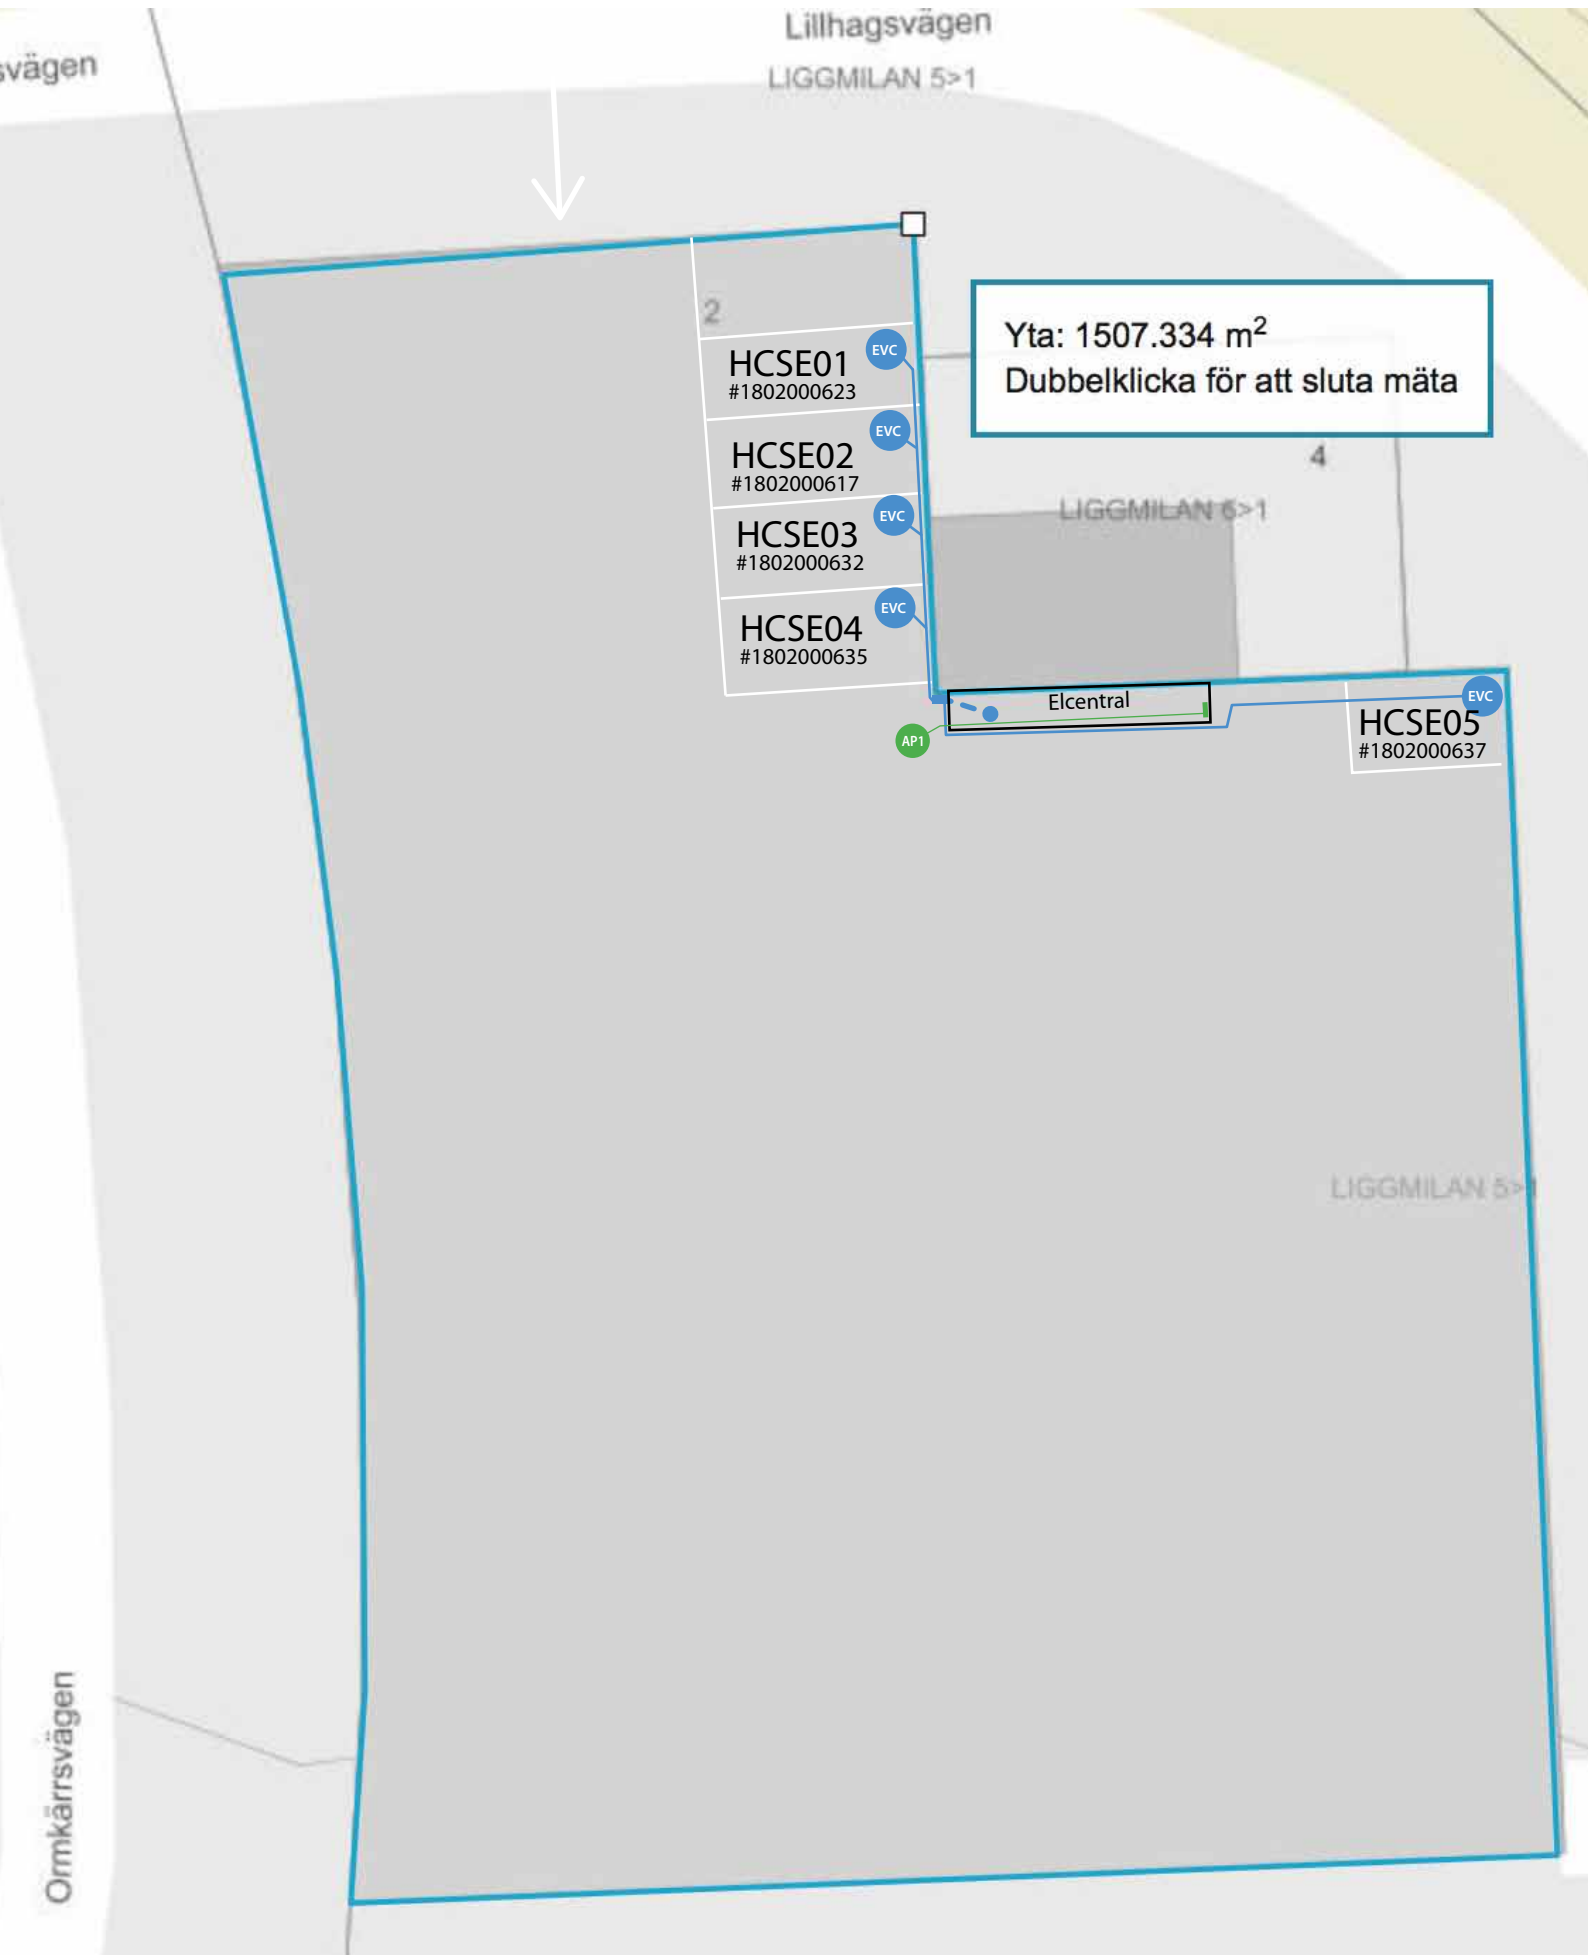 Lillhagsvägen
svägen
LIGGMILAN 5>1
2
Yta: 1507.334 m²
Dubbelklicka för att sluta mäta
HCSE01
#1802000623
EVC
HCSE02
#1802000617
EVC
4
LIGGMILAN 6>1
HCSE03
#1802000632
EVC
HCSE04
#1802000635
EVC
Elcentral
AP1
EVC
HCSE05
#1802000637
LIGGMILAN 5>1
Ormkärrsvägen